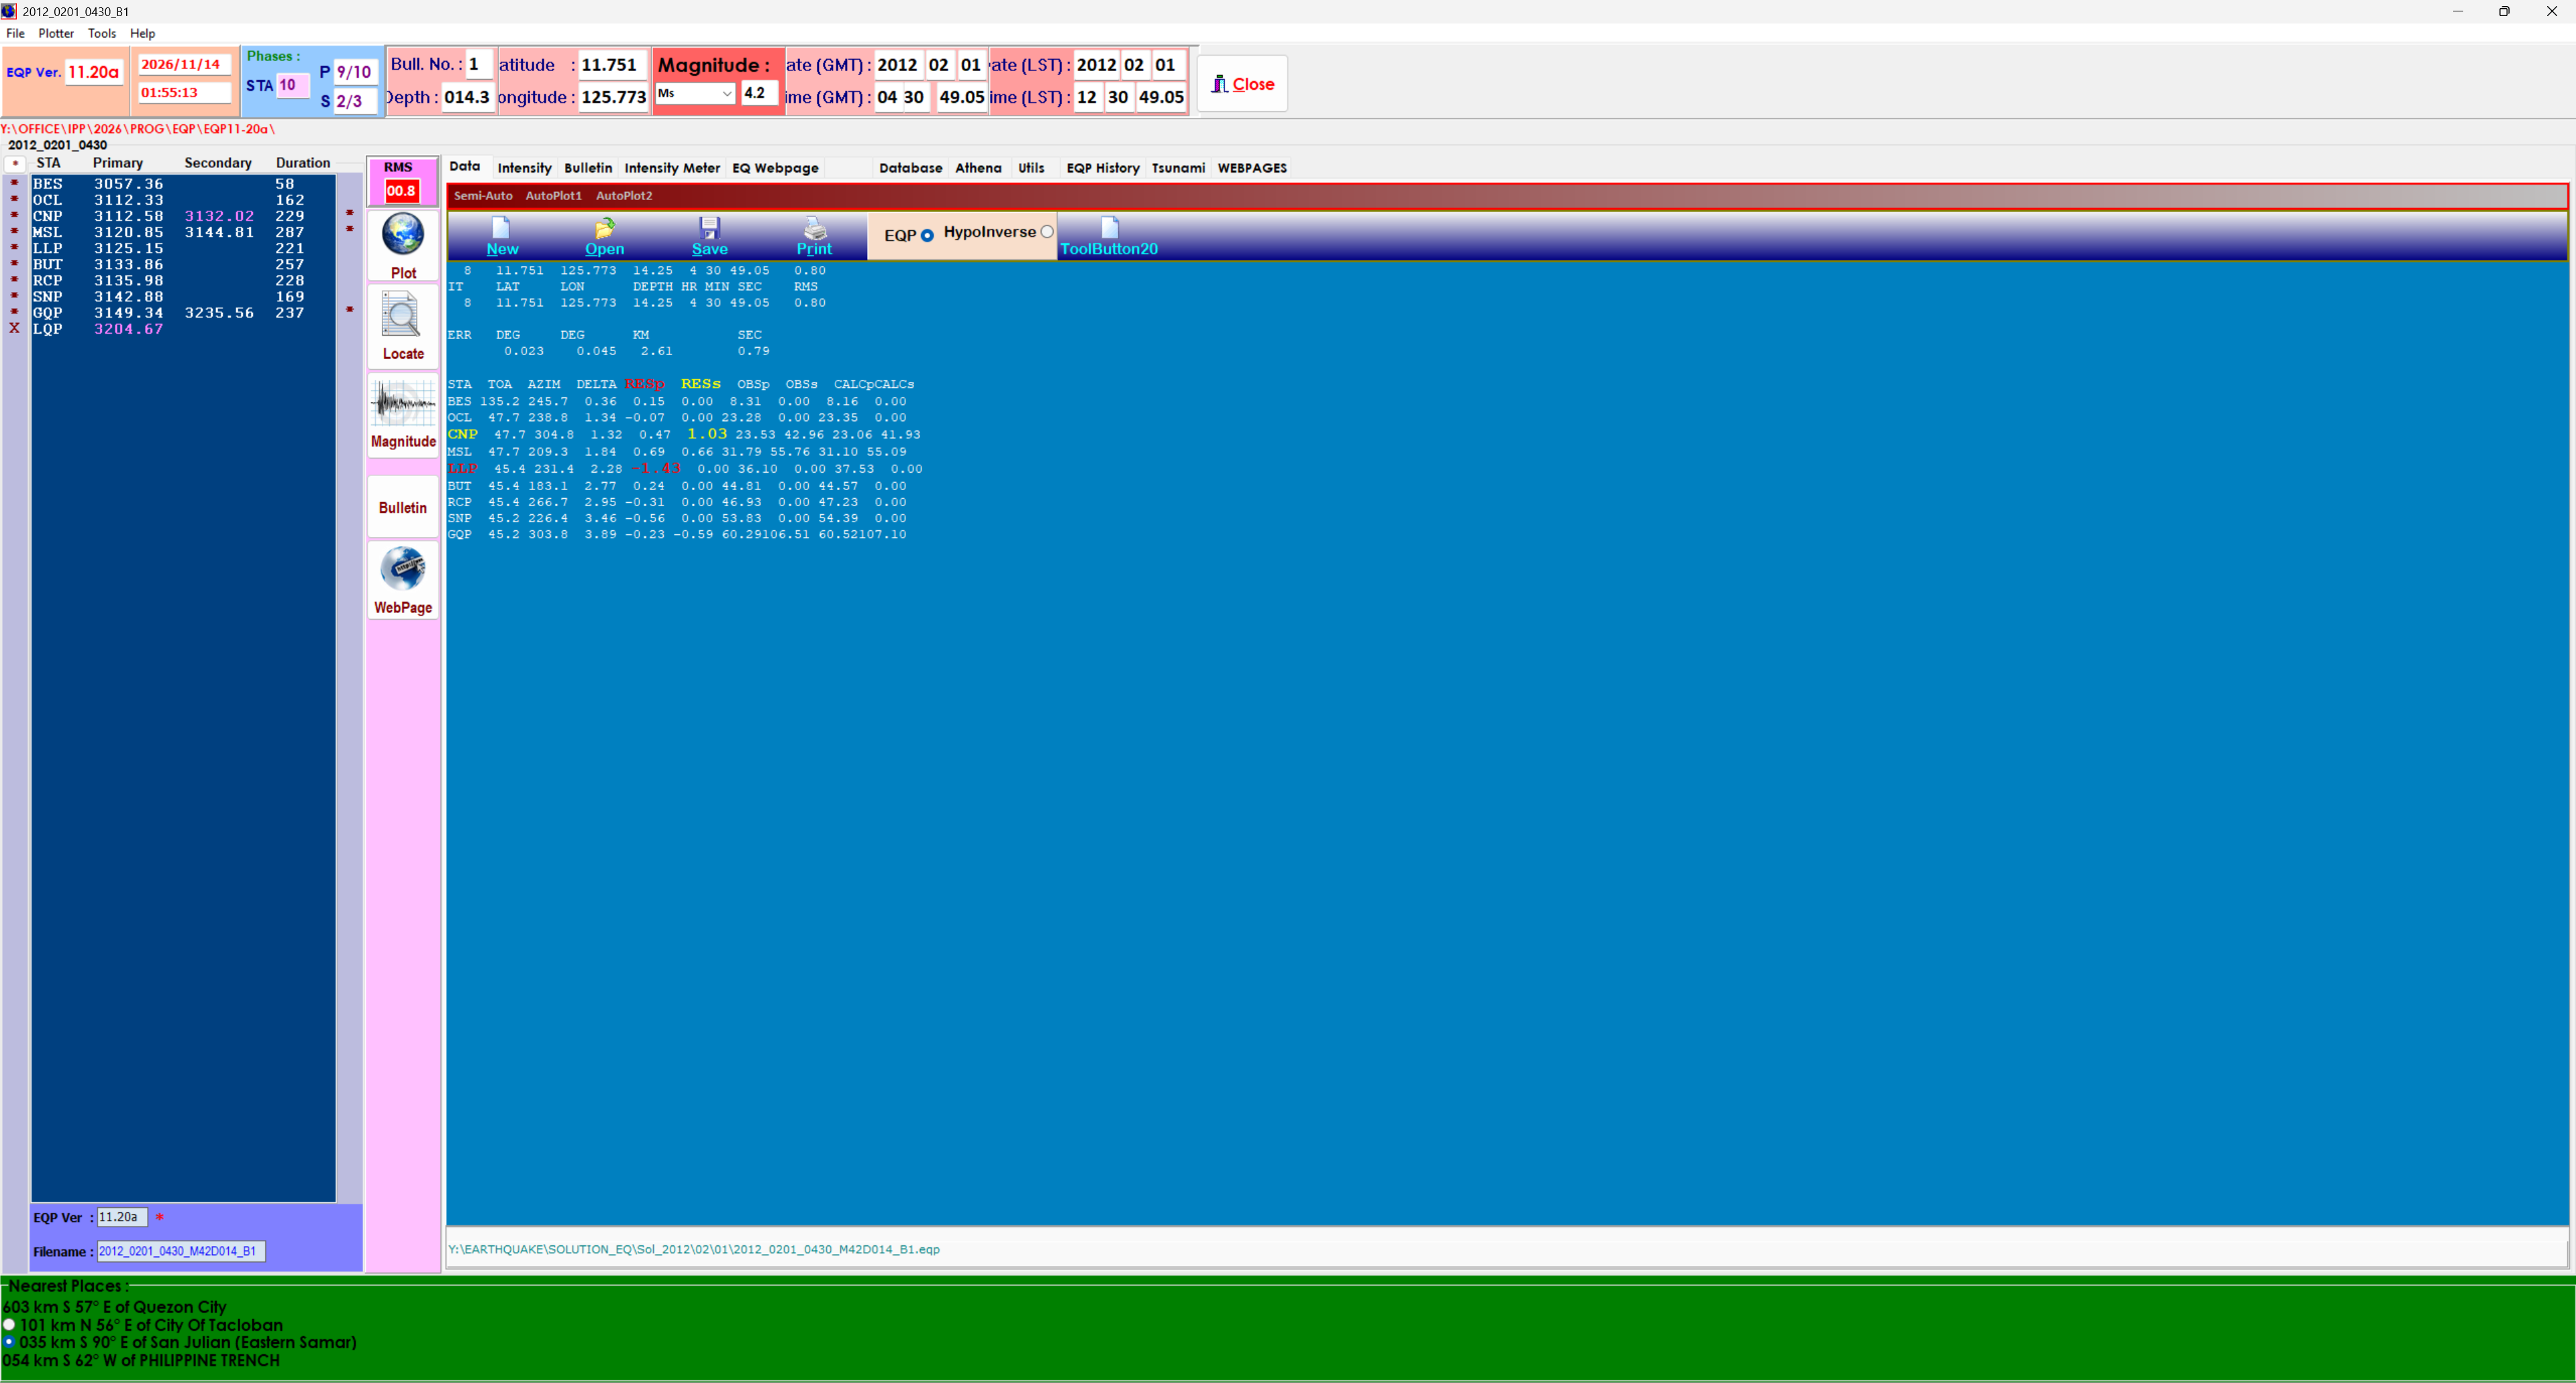 2012_0201_0430_B1
File Plotter Tools Help
EQP Ver. 11.20a
2026/11/14
01:55:13
Phases :
STA 10
P 9/10
S 2/3
Bull. No. : 1
Depth : 014.3
atitude : 11.751
ongitude : 125.773
Magnitude :
Ms 4.2
ate (GMT) : 2012 02 01
ime (GMT) : 04 30 49.05
ate (LST) : 2012 02 01
ime (LST) : 12 30 49.05
Close
Y:\OFFICE\IPP\2026\PROG\EQP\EQP11-20a\
2012_0201_0430
* STA Primary Secondary Duration
* BES 3057.36 58
* OCL 3112.33 162
* CNP 3112.58 3132.02 229 *
* MSL 3120.85 3144.81 287 *
* LLP 3125.15 221
* BUT 3133.86 257
* RCP 3135.98 228
* SNP 3142.88 169
* GQP 3149.34 3235.56 237 *
X LQP 3204.67
RMS
00.8
Plot
Locate
Magnitude
Bulletin
WebPage
Data Intensity Bulletin Intensity Meter EQ Webpage Database Athena Utils EQP History Tsunami WEBPAGES
Semi-Auto AutoPlot1 AutoPlot2
New Open Save Print EQP HypoInverse ToolButton20
8 11.751 125.773 14.25 4 30 49.05 0.80
IT LAT LON DEPTH HR MIN SEC RMS
8 11.751 125.773 14.25 4 30 49.05 0.80
ERR DEG DEG KM SEC
0.023 0.045 2.61 0.79
STA TOA AZIM DELTA RESp RESs OBSp OBSs CALCpCALCs
BES 135.2 245.7 0.36 0.15 0.00 8.31 0.00 8.16 0.00
OCL 47.7 238.8 1.34 -0.07 0.00 23.28 0.00 23.35 0.00
CNP 47.7 304.8 1.32 0.47 1.03 23.53 42.96 23.06 41.93
MSL 47.7 209.3 1.84 0.69 0.66 31.79 55.76 31.10 55.09
LLP 45.4 231.4 2.28 -1.43 0.00 36.10 0.00 37.53 0.00
BUT 45.4 183.1 2.77 0.24 0.00 44.81 0.00 44.57 0.00
RCP 45.4 266.7 2.95 -0.31 0.00 46.93 0.00 47.23 0.00
SNP 45.2 226.4 3.46 -0.56 0.00 53.83 0.00 54.39 0.00
GQP 45.2 303.8 3.89 -0.23 -0.59 60.29106.51 60.52107.10
EQP Ver : 11.20a *
Filename : 2012_0201_0430_M42D014_B1
Y:\EARTHQUAKE\SOLUTION_EQ\Sol_2012\02\01\2012_0201_0430_M42D014_B1.eqp
Nearest Places :
603 km S 57° E of Quezon City
101 km N 56° E of City Of Tacloban
035 km S 90° E of San Julian (Eastern Samar)
054 km S 62° W of PHILIPPINE TRENCH